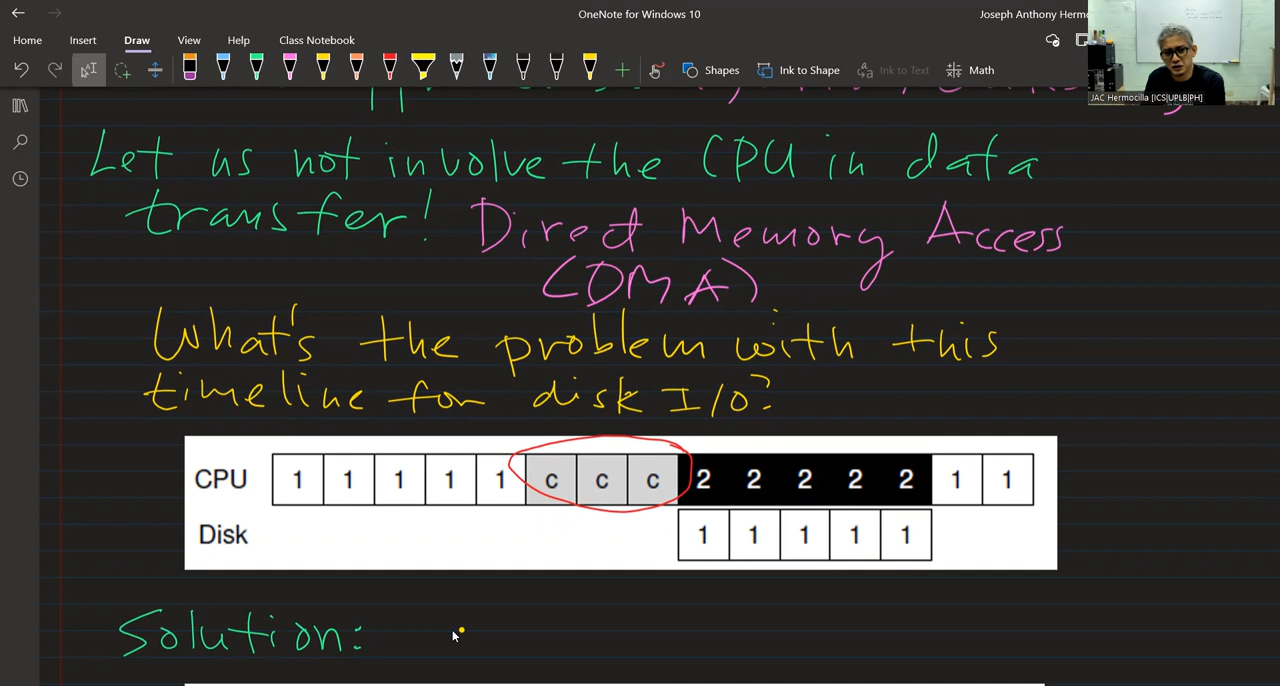 OneNote for Windows 10
Joseph Anthony Hermo
Home Insert Draw View Help Class Notebook
Shapes Ink to Shape Ink to Text Math
JAC Hermocilla [ICS|UPLB|PH]
Let us not involve the CPU in data
transfer! Direct Memory Access
(DMA)
What's the problem with this
timeline for disk I/O?
CPU 1 1 1 1 1 c c c 2 2 2 2 2 1 1
Disk 1 1 1 1 1
Solution: